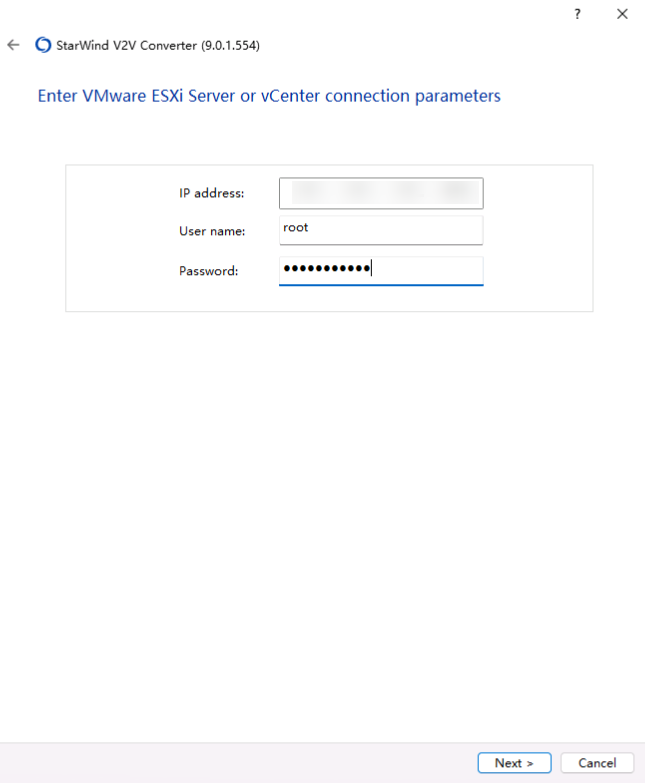 ?
StarWind V2V Converter (9.0.1.554)
Enter VMware ESXi Server or vCenter connection parameters
IP address:
User name: root
Password: ●●●●●●●●●●●
Next > Cancel